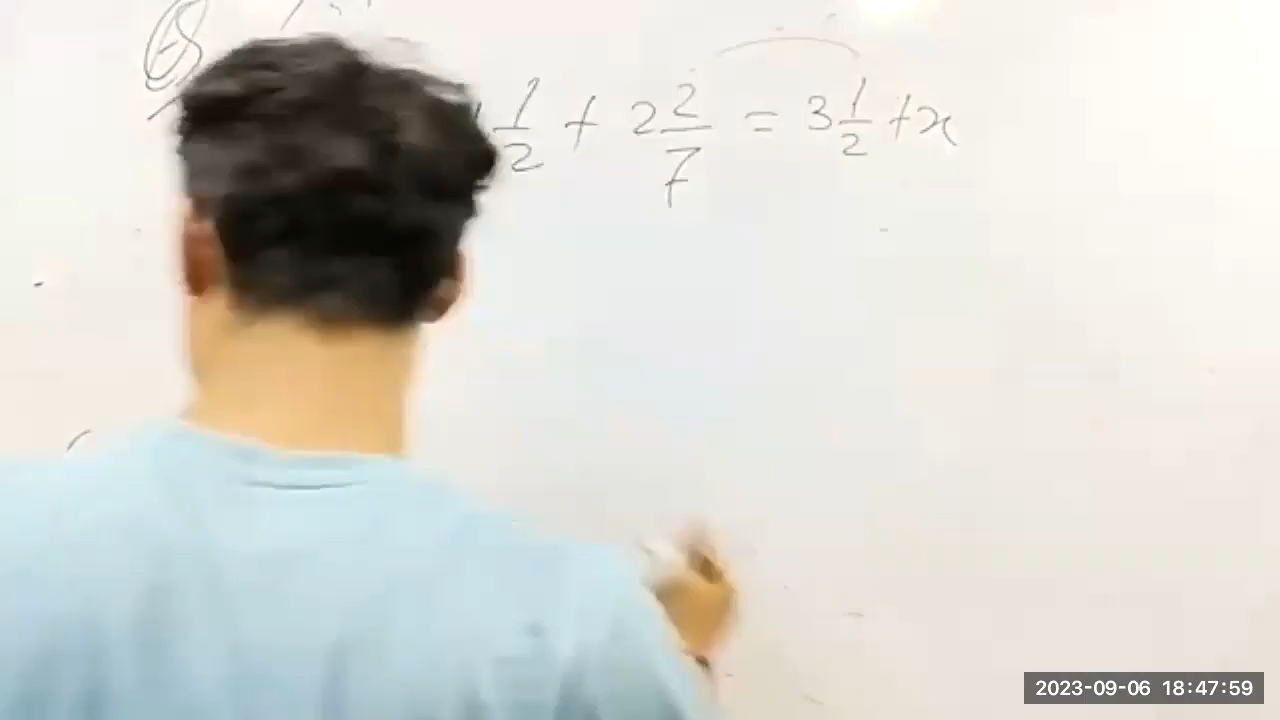 1/2 + 2 2/7 = 3 1/2 + x
2023-09-06 18:47:59